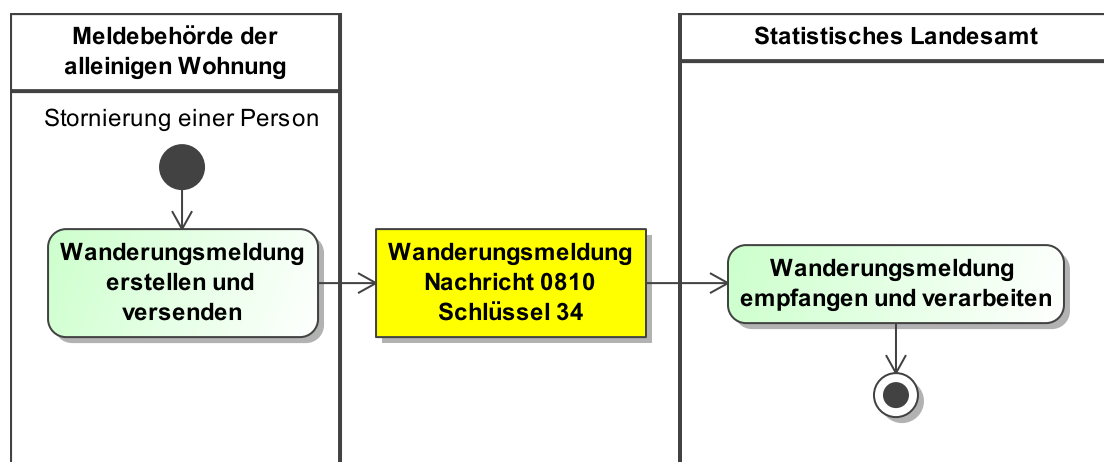 Meldebehörde der
alleinigen Wohnung
Statistisches Landesamt
Stornierung einer Person
Wanderungsmeldung
erstellen und
versenden
Wanderungsmeldung
Nachricht 0810
Schlüssel 34
Wanderungsmeldung
empfangen und verarbeiten